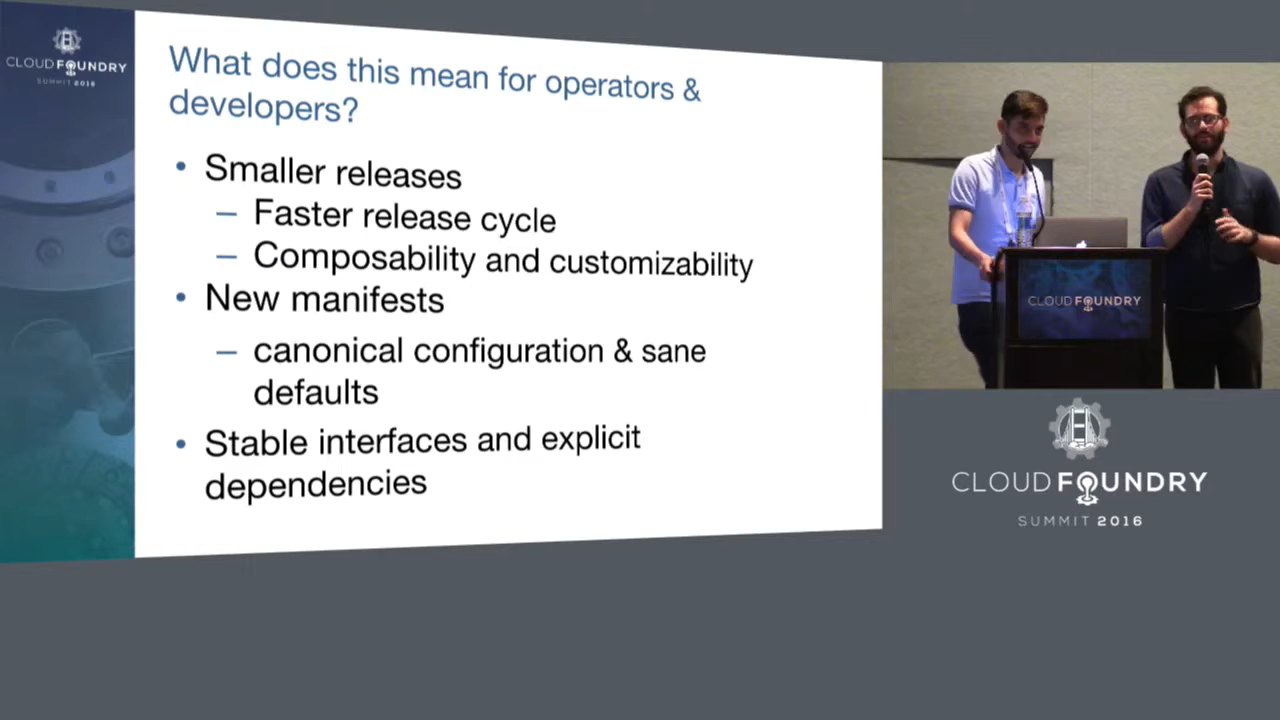 CLOUD FOUNDRY
SUMMIT 2016
What does this mean for operators &
developers?
• Smaller releases
– Faster release cycle
– Composability and customizability
• New manifests
– canonical configuration & sane
defaults
• Stable interfaces and explicit
dependencies
CLOUD FOUNDRY
CLOUD FOUNDRY
SUMMIT 2016